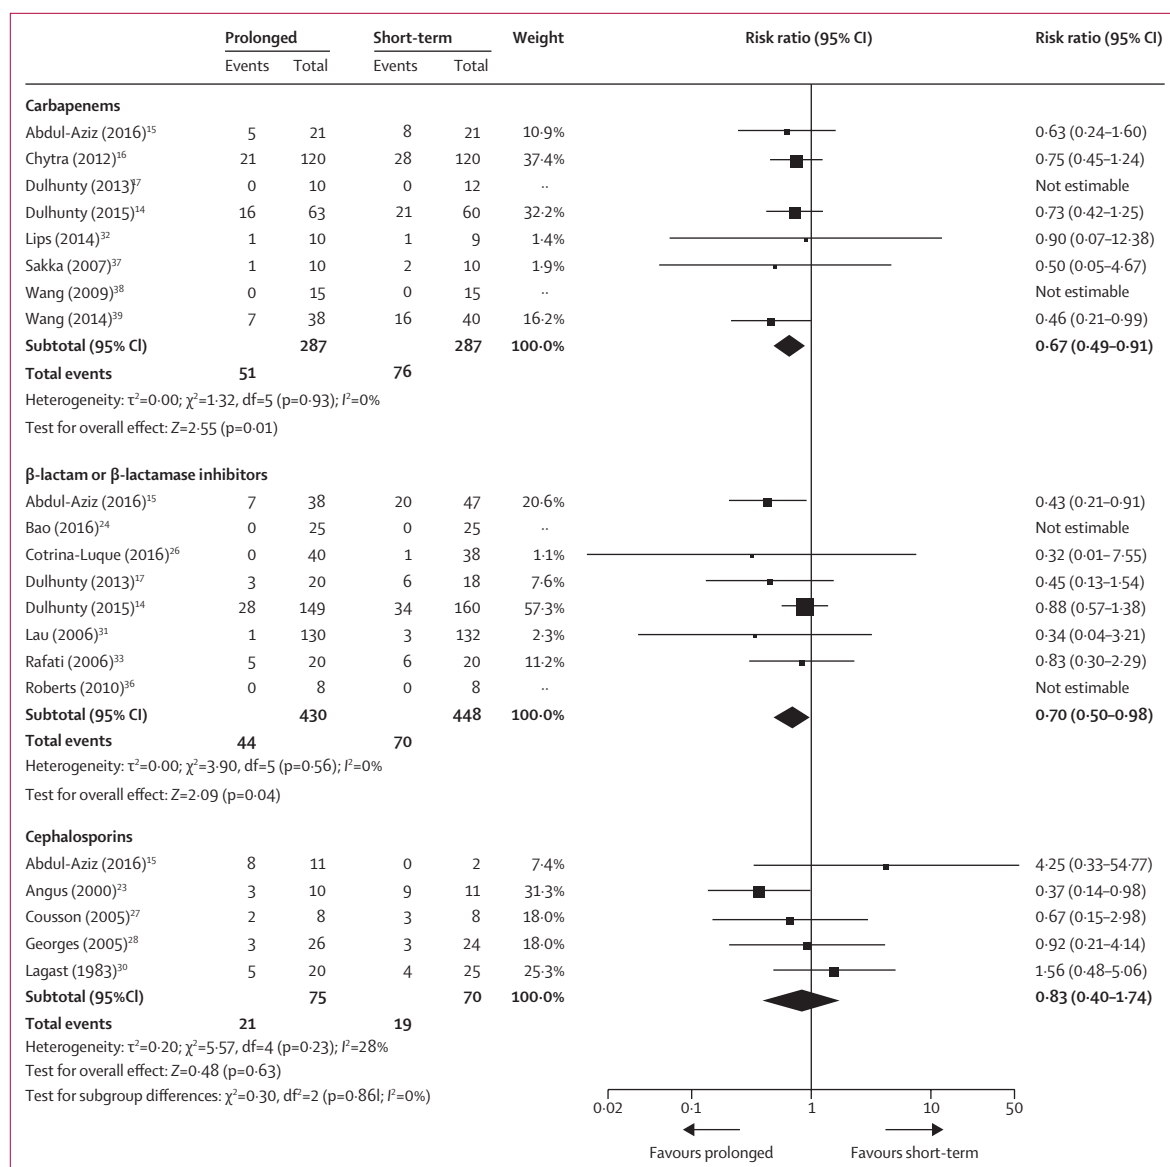 Prolonged Short-term Weight Risk ratio (95% CI) Risk ratio (95% CI)
Events Total Events Total
Carbapenems
Abdul-Aziz (2016)15 5 21 8 21 10·9% 0·63 (0·24–1·60)
Chytra (2012)16 21 120 28 120 37·4% 0·75 (0·45–1·24)
Dulhunty (2013)17 0 10 0 12 ·· Not estimable
Dulhunty (2015)14 16 63 21 60 32·2% 0·73 (0·42–1·25)
Lips (2014)32 1 10 1 9 1·4% 0·90 (0·07–12·38)
Sakka (2007)37 1 10 2 10 1·9% 0·50 (0·05–4·67)
Wang (2009)38 0 15 0 15 ·· Not estimable
Wang (2014)39 7 38 16 40 16·2% 0·46 (0·21–0·99)
Subtotal (95% Cl) 287 287 100·0% 0·67 (0·49–0·91)
Total events 51 76
Heterogeneity: τ²=0·00; χ²=1·32, df=5 (p=0·93); I²=0%
Test for overall effect: Z=2·55 (p=0·01)
β-lactam or β-lactamase inhibitors
Abdul-Aziz (2016)15 7 38 20 47 20·6% 0·43 (0·21–0·91)
Bao (2016)24 0 25 0 25 ·· Not estimable
Cotrina-Luque (2016)26 0 40 1 38 1·1% 0·32 (0·01–7·55)
Dulhunty (2013)17 3 20 6 18 7·6% 0·45 (0·13–1·54)
Dulhunty (2015)14 28 149 34 160 57·3% 0·88 (0·57–1·38)
Lau (2006)31 1 130 3 132 2·3% 0·34 (0·04–3·21)
Rafati (2006)33 5 20 6 20 11·2% 0·83 (0·30–2·29)
Roberts (2010)36 0 8 0 8 ·· Not estimable
Subtotal (95% CI) 430 448 100·0% 0·70 (0·50–0·98)
Total events 44 70
Heterogeneity: τ²=0·00; χ²=3·90, df=5 (p=0·56); I²=0%
Test for overall effect: Z=2·09 (p=0·04)
Cephalosporins
Abdul-Aziz (2016)15 8 11 0 2 7·4% 4·25 (0·33–54·77)
Angus (2000)23 3 10 9 11 31·3% 0·37 (0·14–0·98)
Cousson (2005)27 2 8 3 8 18·0% 0·67 (0·15–2·98)
Georges (2005)28 3 26 3 24 18·0% 0·92 (0·21–4·14)
Lagast (1983)30 5 20 4 25 25·3% 1·56 (0·48–5·06)
Subtotal (95%Cl) 75 70 100·0% 0·83 (0·40–1·74)
Total events 21 19
Heterogeneity: τ²=0·20; χ²=5·57, df=4 (p=0·23); I²=28%
Test for overall effect: Z=0·48 (p=0·63)
Test for subgroup differences: χ²=0·30, df²=2 (p=0·86l; I²=0%)
0·02 0·1 1 10 50
Favours prolonged Favours short-term